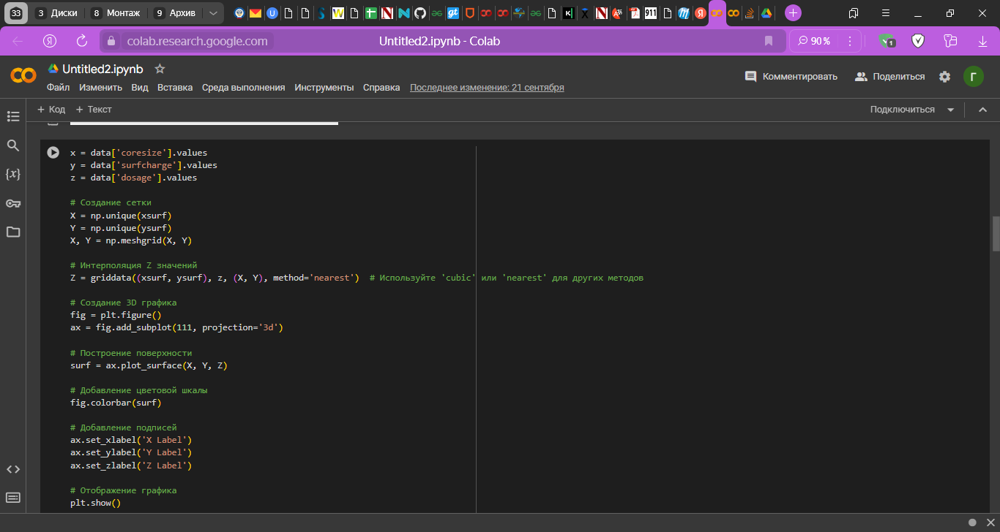 33 3 Диски 8 Монтаж 9 Архив
colab.research.google.com Untitled2.ipynb - Colab 90%
Untitled2.ipynb
Файл Изменить Вид Вставка Среда выполнения Инструменты Справка Последнее изменение: 21 сентября
Комментировать Поделиться Г
+ Код + Текст Подключиться
x = data['coresize'].values
y = data['surfcharge'].values
z = data['dosage'].values
# Создание сетки
X = np.unique(xsurf)
Y = np.unique(ysurf)
X, Y = np.meshgrid(X, Y)
# Интерполяция Z значений
Z = griddata((xsurf, ysurf), z, (X, Y), method='nearest') # Используйте 'cubic' или 'nearest' для других методов
# Создание 3D графика
fig = plt.figure()
ax = fig.add_subplot(111, projection='3d')
# Построение поверхности
surf = ax.plot_surface(X, Y, Z)
# Добавление цветовой шкалы
fig.colorbar(surf)
# Добавление подписей
ax.set_xlabel('X Label')
ax.set_ylabel('Y Label')
ax.set_zlabel('Z Label')
# Отображение графика
plt.show()